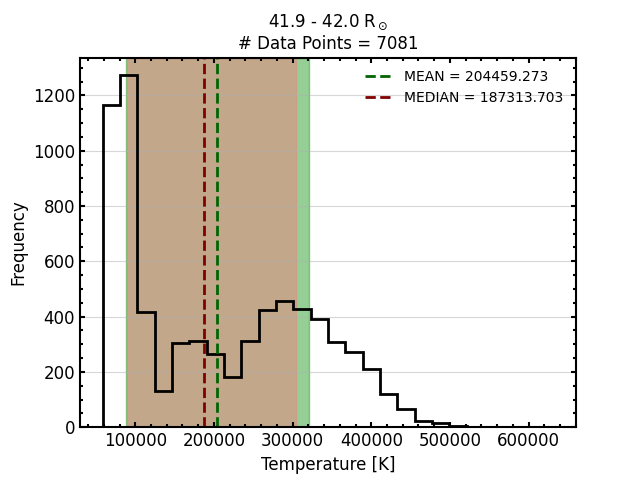 41.9 - 42.0 R⊙
# Data Points = 7081
MEAN = 204459.273
MEDIAN = 187313.703
1200
1000
800
600
400
200
0
Frequency
100000 200000 300000 400000 500000 600000
Temperature [K]